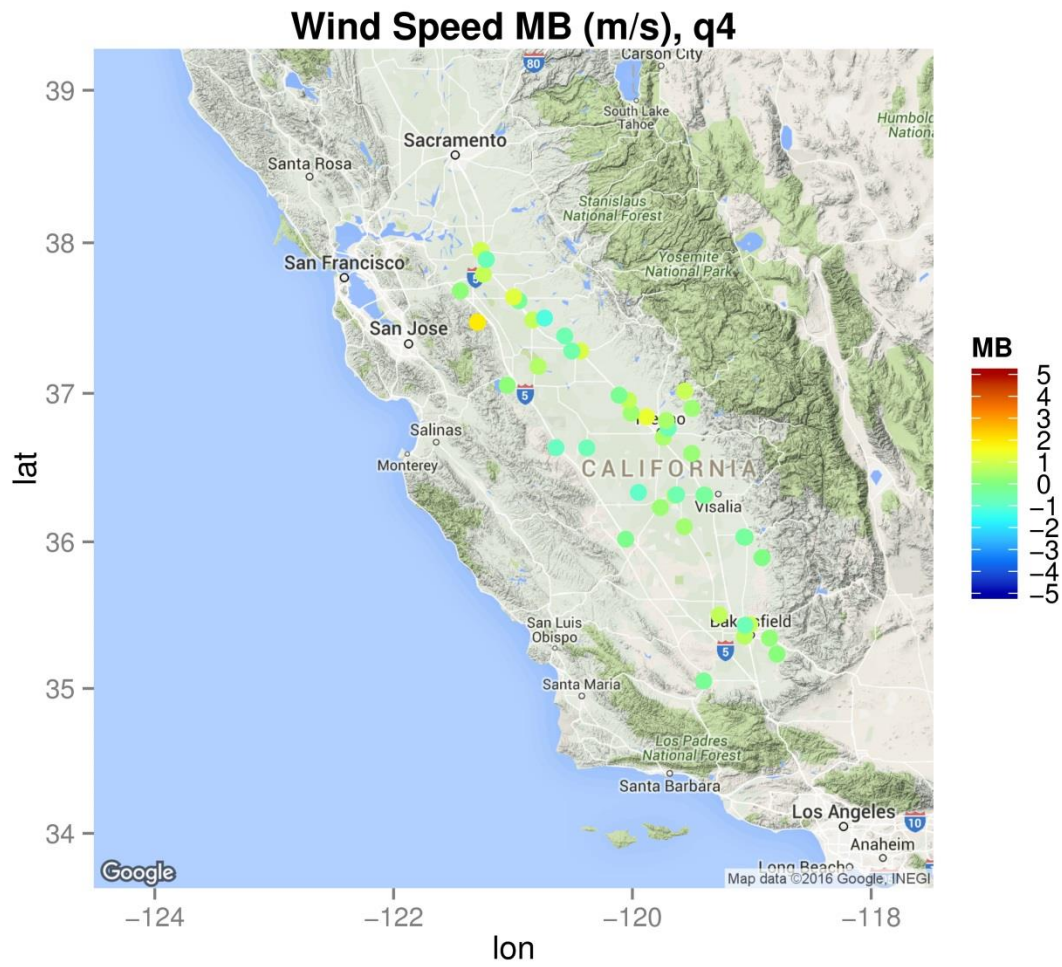 Wind Speed MB (m/s), q4
39
38
37
36
35
34
lat
−124
−122
−120
−118
lon
80
Carson City
South Lake
Tahoe
Sacramento
Santa Rosa
Stanislaus
National Forest
San Francisco
Yosemite
National Park
5
San Jose
5
Salinas
Monterey
CALIFORNIA
Visalia
San Luis
Obispo
5
Santa Maria
Los Padres
National Forest
Santa Barbara
Los Angeles
10
Anaheim
Long Beach
Google
Map data ©2016 Google, INEGI
MB
5
4
3
2
1
0
−1
−2
−3
−4
−5